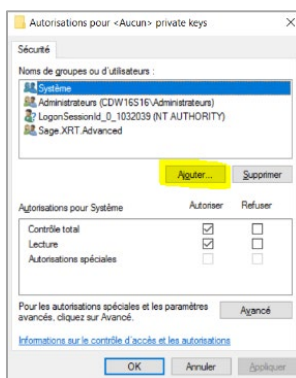 Autorisations pour <Aucun> private keys
Sécurité
Noms de groupes ou d'utilisateurs :
Système
Administrateurs (CDW16S16\Administrateurs)
LogonSessionId_0_1032039 (NT AUTHORITY)
Sage.XRT.Advanced
Ajouter...
Supprimer
Autorisations pour Système Autoriser Refuser
Contrôle total
Lecture
Autorisations spéciales
Pour les autorisations spéciales et les paramètres
avancés, cliquez sur Avancé.
Avancé
Informations sur le contrôle d'accès et les autorisations
OK Annuler Appliquer